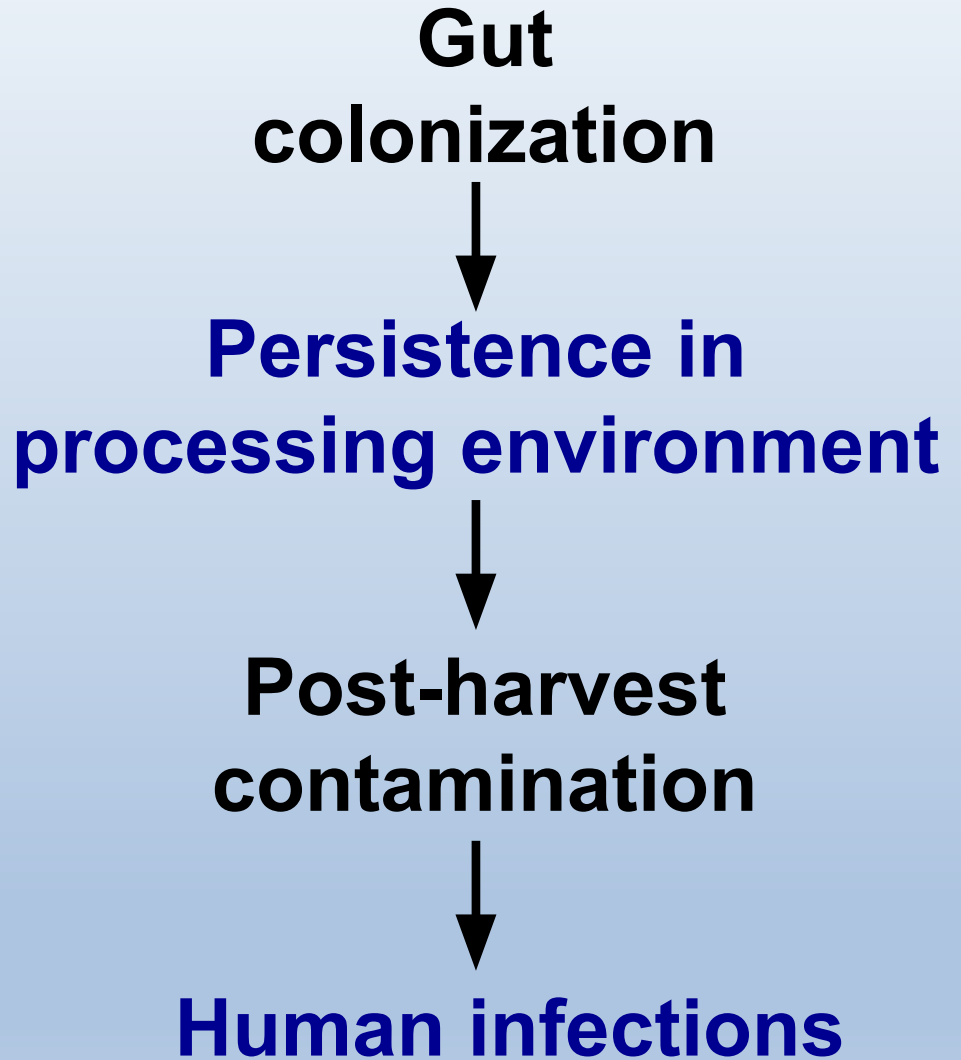 Gut
colonization
Persistence in
processing environment
Post-harvest
contamination
Human infections